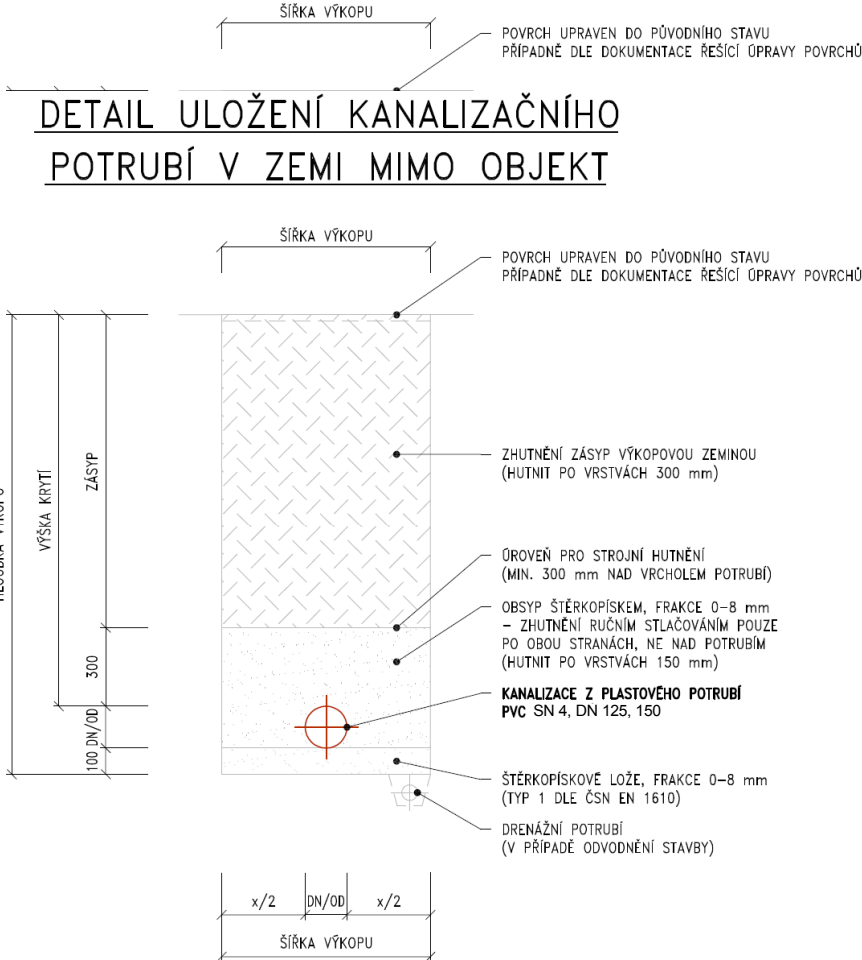 ŠÍŘKA VÝKOPU
POVRCH UPRAVEN DO PŮVODNÍHO STAVU
PŘÍPADNĚ DLE DOKUMENTACE ŘEŠÍCÍ ÚPRAVY POVRCHŮ
DETAIL ULOŽENÍ KANALIZAČNÍHO
POTRUBÍ V ZEMI MIMO OBJEKT
ŠÍŘKA VÝKOPU
POVRCH UPRAVEN DO PŮVODNÍHO STAVU
PŘÍPADNĚ DLE DOKUMENTACE ŘEŠÍCÍ ÚPRAVY POVRCHŮ
VÝŠKA KRYTÍ
ZÁSYP
300
DN/OD
100
ZHUTNĚNÍ ZÁSYP VÝKOPOVOU ZEMINOU
(HUTNIT PO VRSTVÁCH 300 mm)
ÚROVEŇ PRO STROJNÍ HUTNĚNÍ
(MIN. 300 mm NAD VRCHOLEM POTRUBÍ)
OBSYP ŠTĚRKOPÍSKEM, FRAKCE 0-8 mm
- ZHUTNĚNÍ RUČNÍM STLAČOVÁNÍM POUZE
PO OBOU STRANÁCH, NE NAD POTRUBÍM
(HUTNIT PO VRSTVÁCH 150 mm)
KANALIZACE Z PLASTOVÉHO POTRUBÍ
PVC SN 4, DN 125, 150
ŠTĚRKOPÍSKOVÉ LOŽE, FRAKCE 0-8 mm
(TYP 1 DLE ČSN EN 1610)
DRENÁŽNÍ POTRUBÍ
(V PŘÍPADĚ ODVODNĚNÍ STAVBY)
x/2
DN/OD
x/2
ŠÍŘKA VÝKOPU